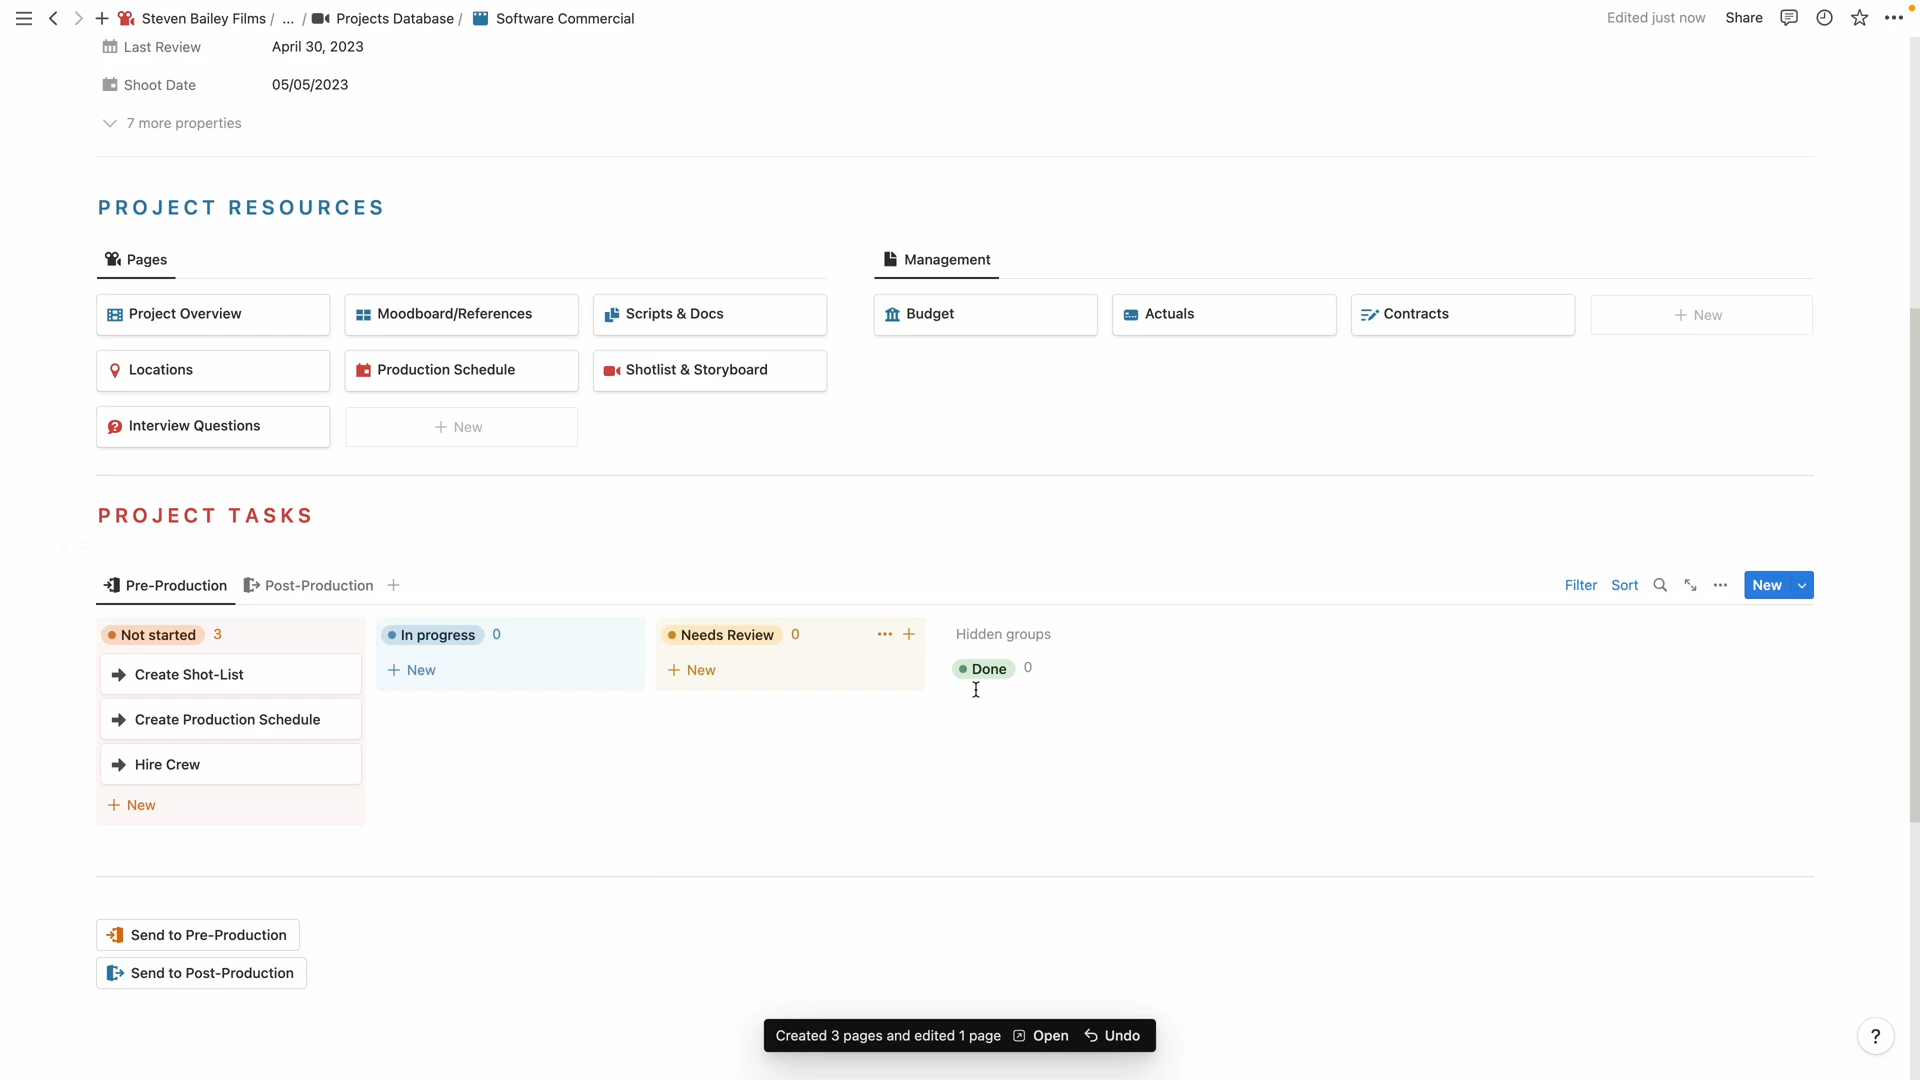 Steven Bailey Films / ... / Projects Database / Software Commercial
Edited just now Share
Last Review April 30, 2023
Shoot Date 05/05/2023
7 more properties
PROJECT RESOURCES
Pages
Management
Project Overview Moodboard/References Scripts & Docs
Budget Actuals Contracts + New
Locations Production Schedule Shotlist & Storyboard
Interview Questions + New
PROJECT TASKS
Pre-Production Post-Production +
Filter Sort New
Not started 3
In progress 0
Needs Review 0
Hidden groups
+ New
+ New
Done 0
Create Shot-List
Create Production Schedule
Hire Crew
+ New
Send to Pre-Production
Send to Post-Production
Created 3 pages and edited 1 page Open Undo
?